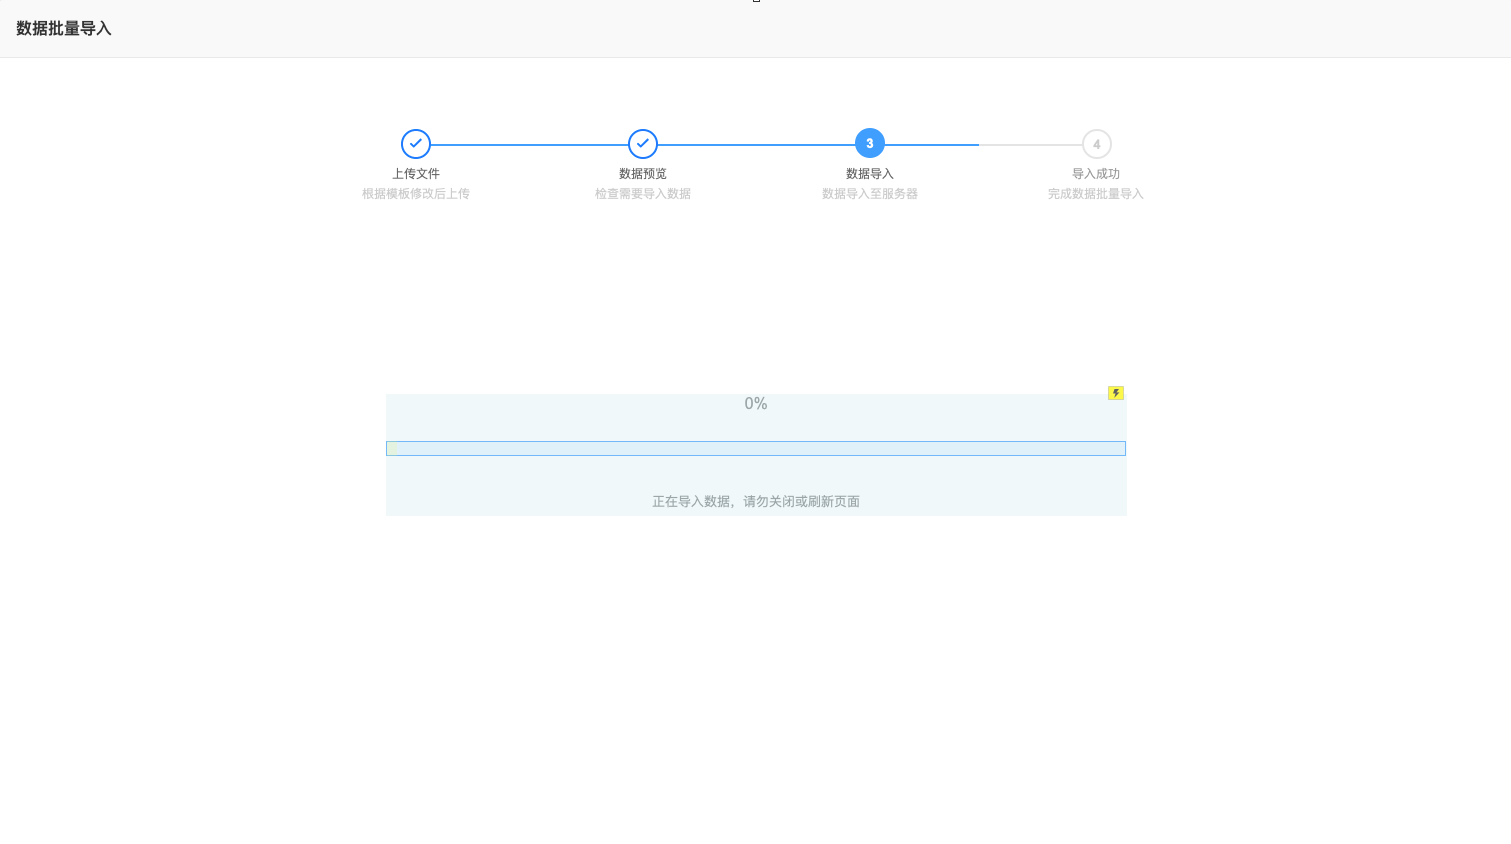 数据批量导入
3
4
上传文件
数据预览
数据导入
导入成功
根据模板修改后上传
检查需要导入数据
数据导入至服务器
完成数据批量导入
0%
正在导入数据，请勿关闭或刷新页面